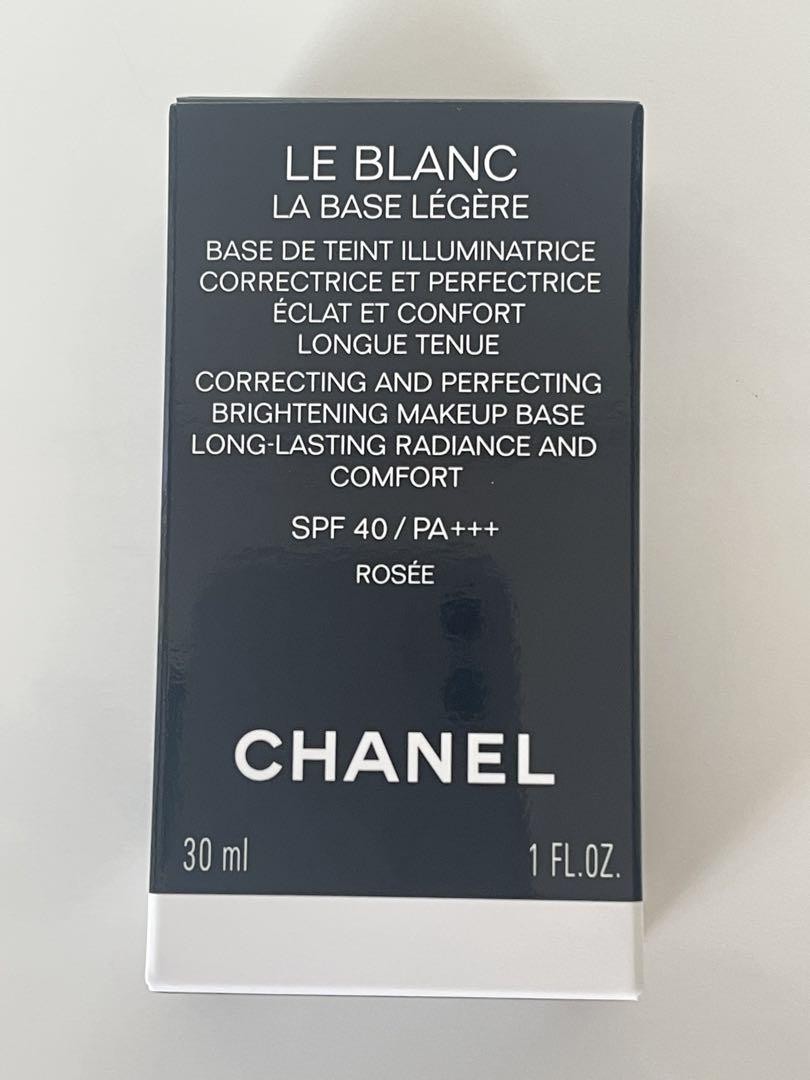 LE BLANC
LA BASE LÉGÈRE
BASE DE TEINT ILLUMINATRICE
CORRECTRICE ET PERFECTRICE
ÉCLAT ET CONFORT
LONGUE TENUE
CORRECTING AND PERFECTING
BRIGHTENING MAKEUP BASE
LONG-LASTING RADIANCE AND
COMFORT
SPF 40 / PA+++
ROSÉE
CHANEL
30 ml 1 FL.OZ.